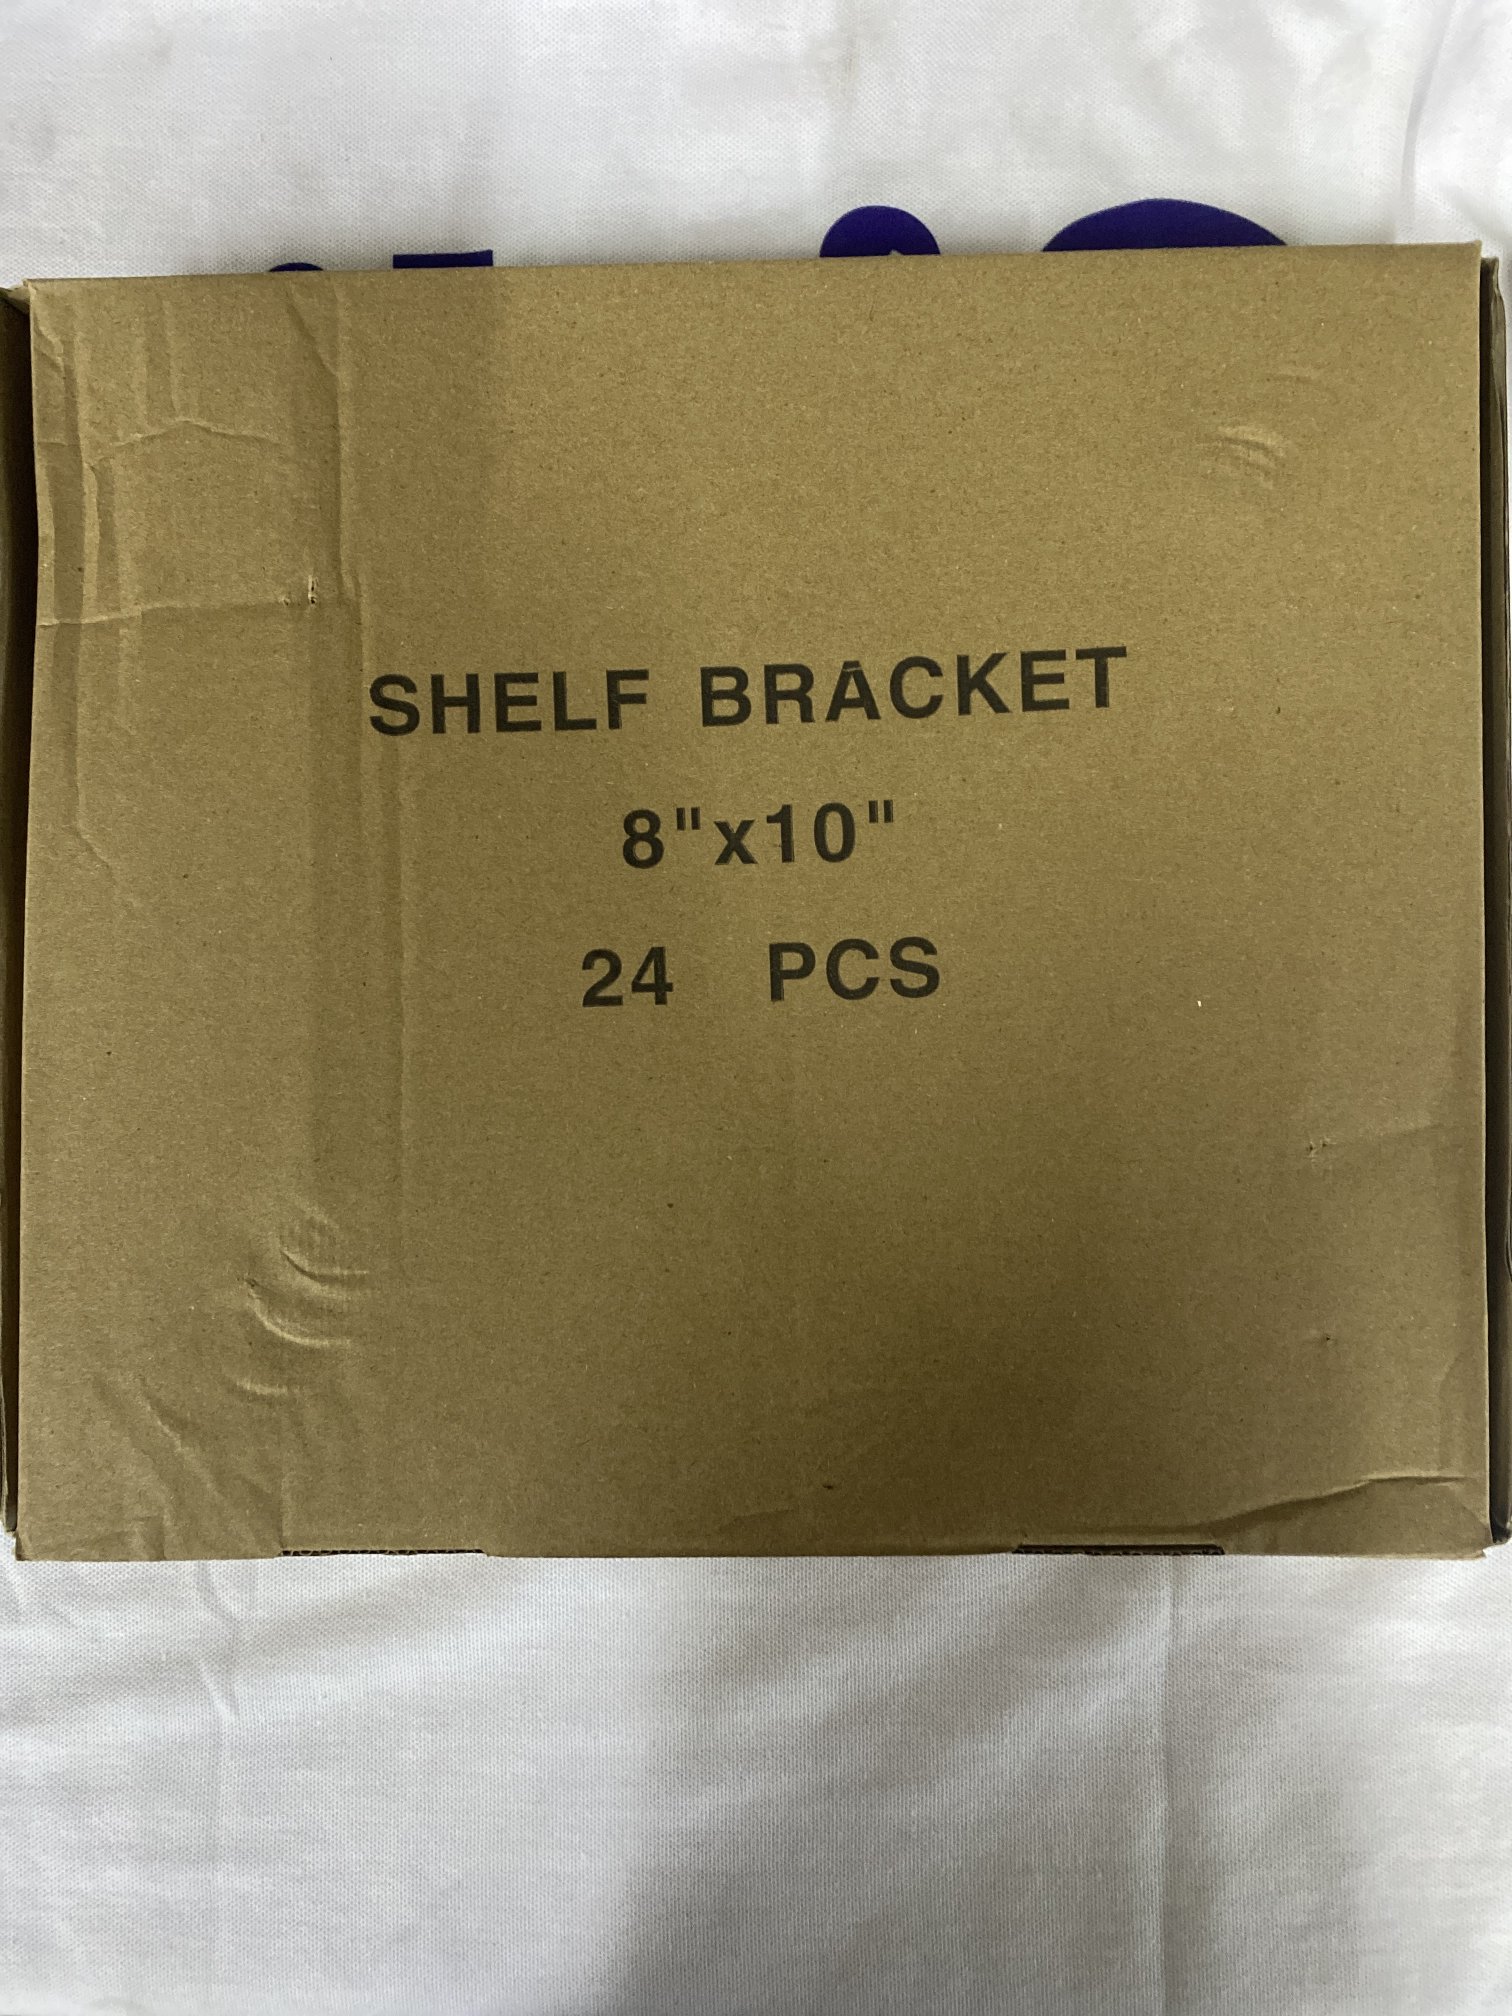 SHELF BRACKET
8"x10"
24 PCS